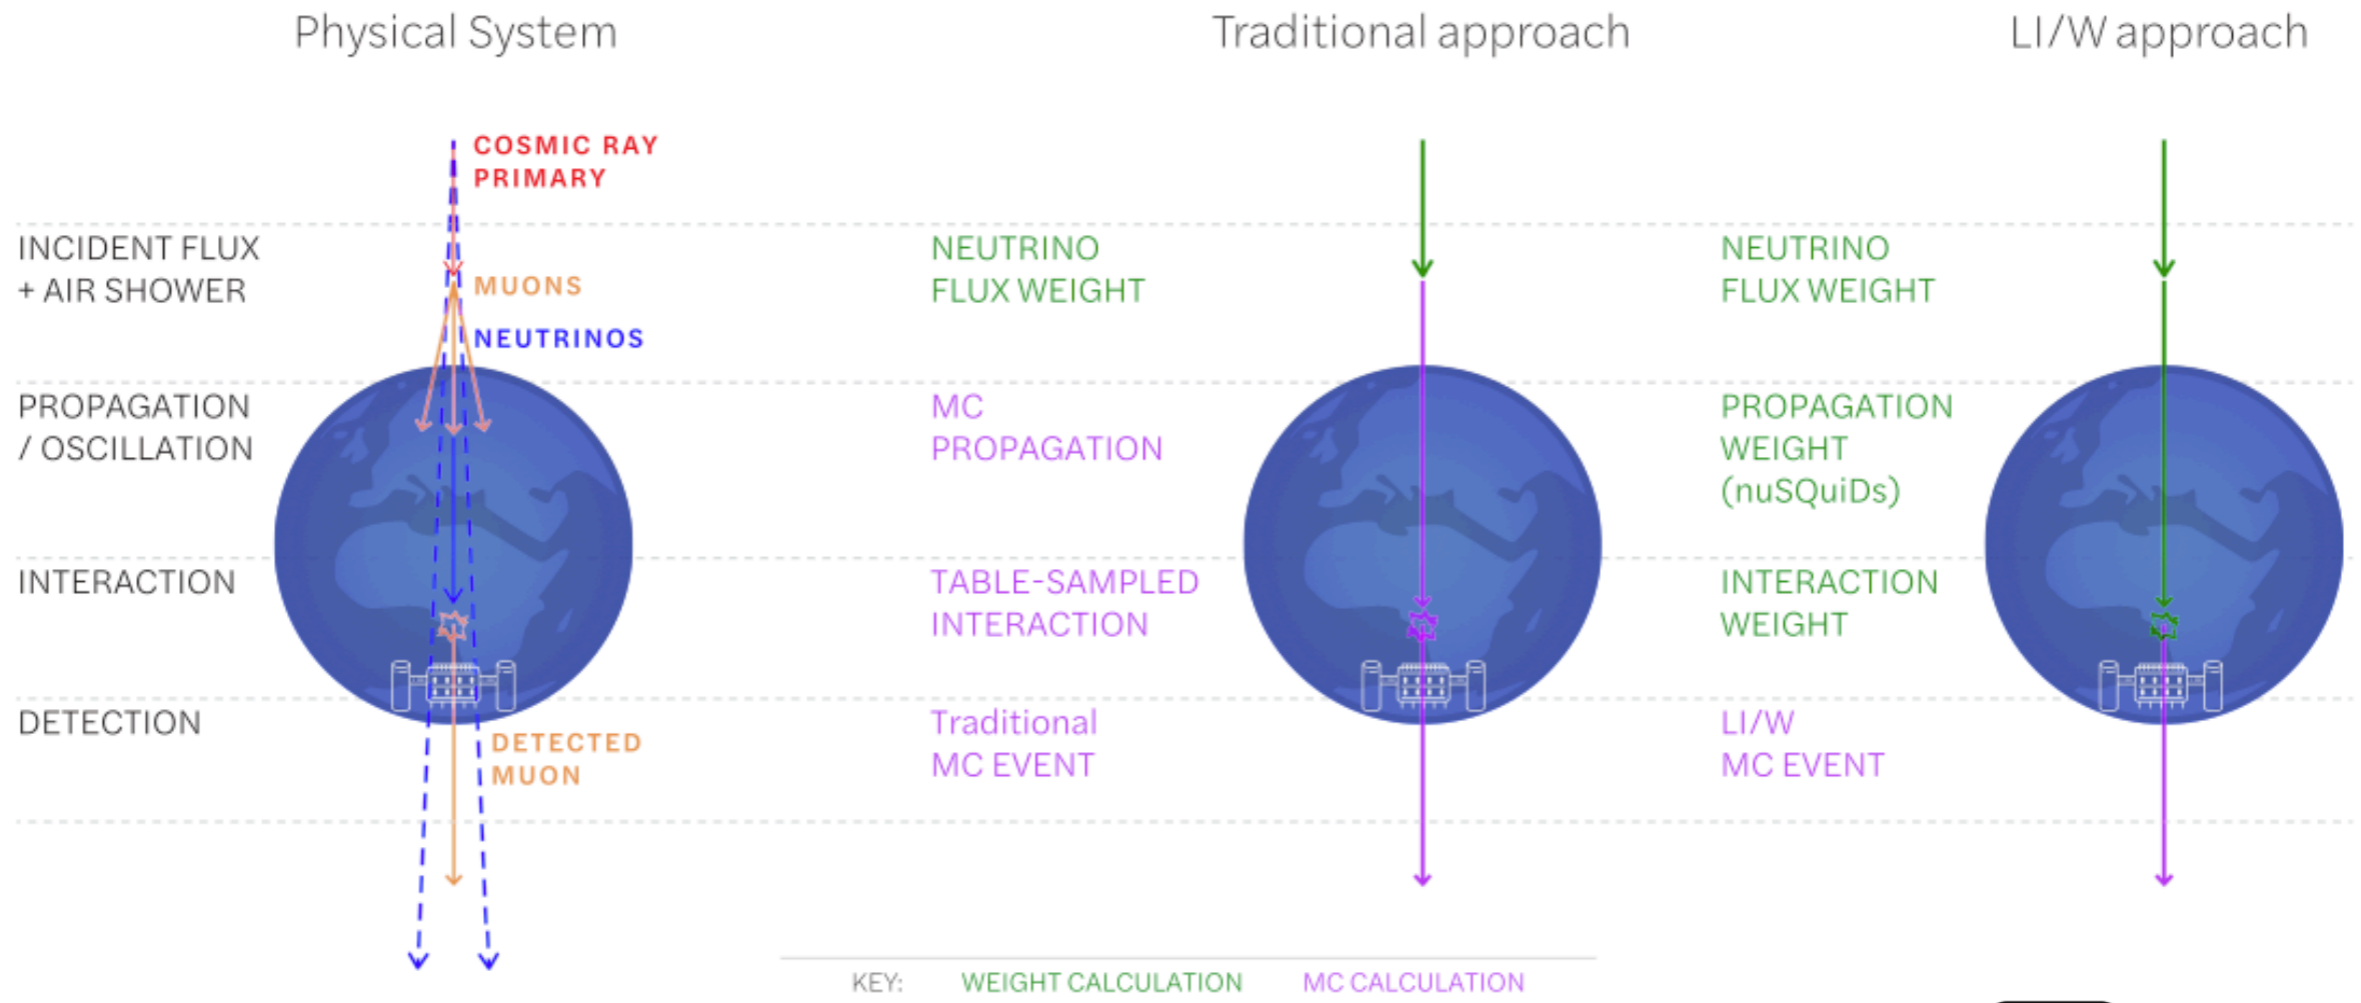 Physical System
Traditional approach
LI/W approach
COSMIC RAY
PRIMARY
INCIDENT FLUX
+ AIR SHOWER
MUONS
NEUTRINOS
NEUTRINO
FLUX WEIGHT
NEUTRINO
FLUX WEIGHT
PROPAGATION
/ OSCILLATION
MC
PROPAGATION
PROPAGATION
WEIGHT
(nuSQuiDs)
INTERACTION
TABLE-SAMPLED
INTERACTION
INTERACTION
WEIGHT
DETECTION
DETECTED
MUON
Traditional
MC EVENT
LI/W
MC EVENT
KEY: WEIGHT CALCULATION MC CALCULATION